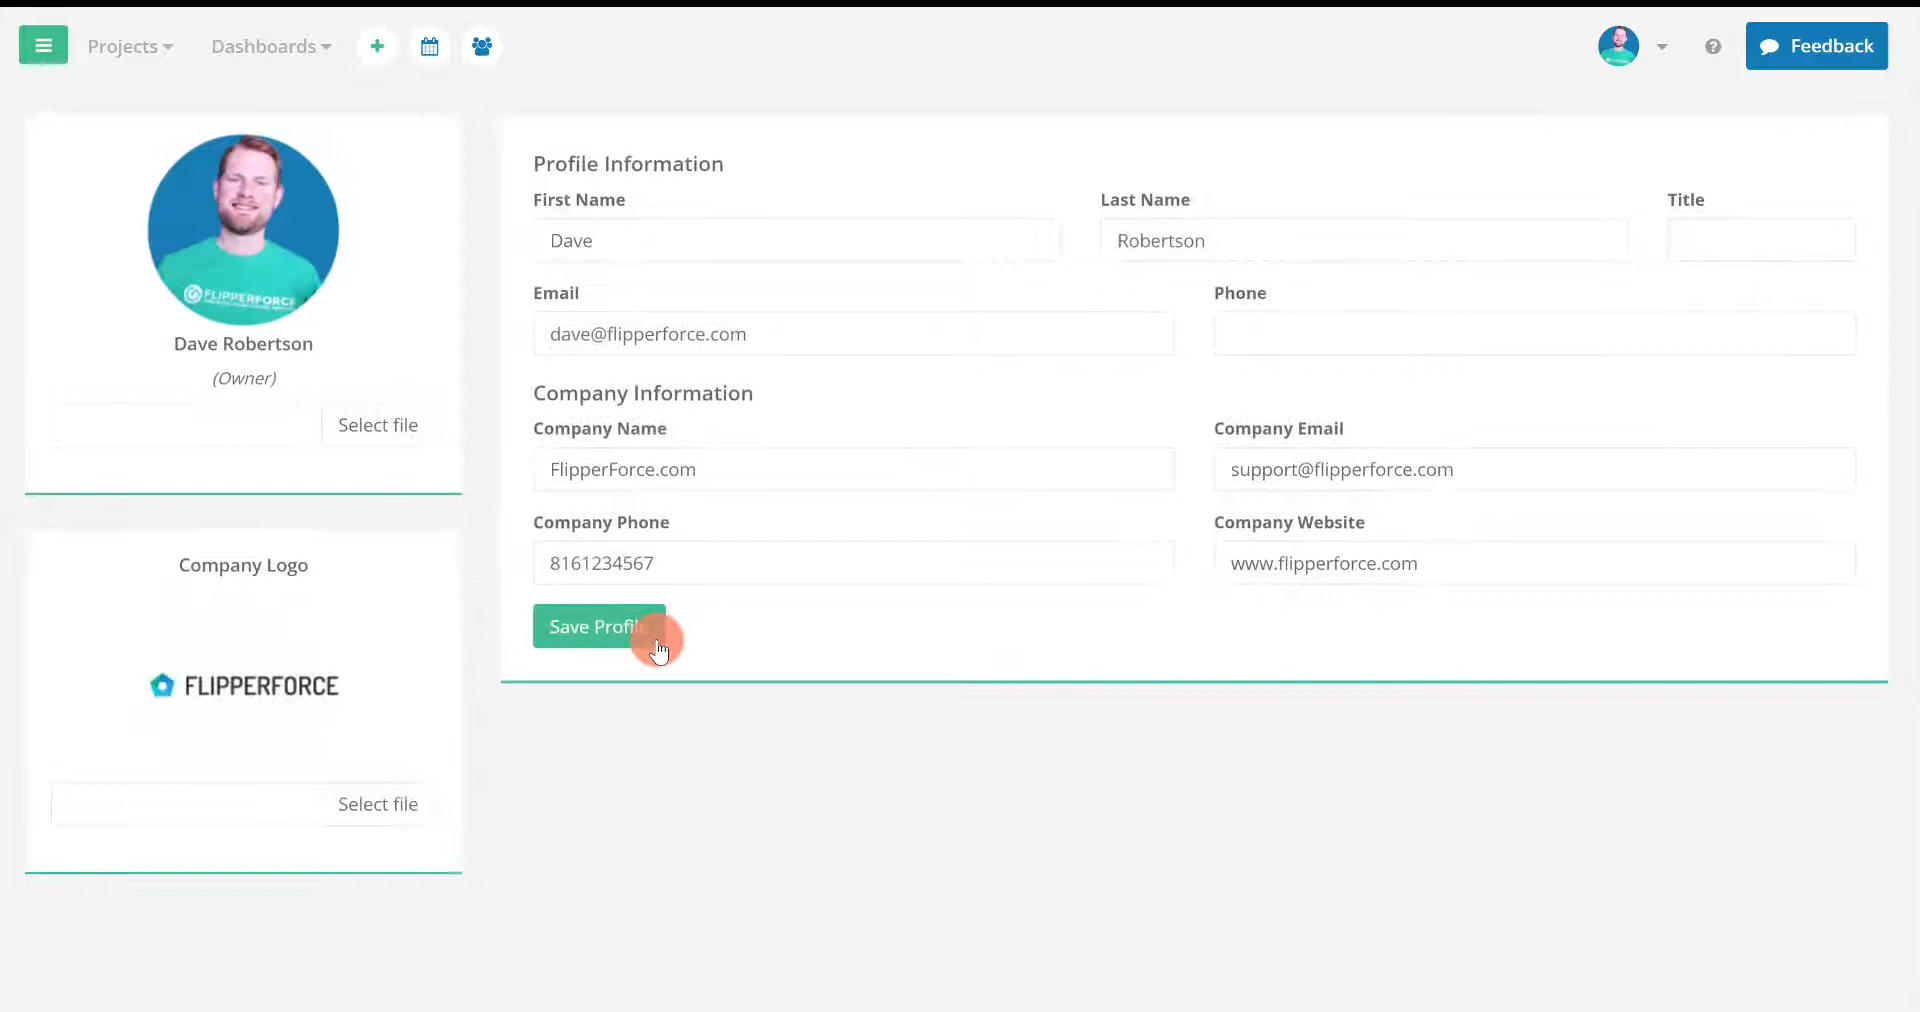 Projects
Dashboards
Feedback
FLIPPERFORCE
Dave Robertson
(Owner)
Select file
Company Logo
FLIPPERFORCE
Select file
Profile Information
First Name
Last Name
Title
Dave
Robertson
Email
Phone
dave@flipperforce.com
Company Information
Company Name
Company Email
FlipperForce.com
support@flipperforce.com
Company Phone
Company Website
8161234567
www.flipperforce.com
Save Profile